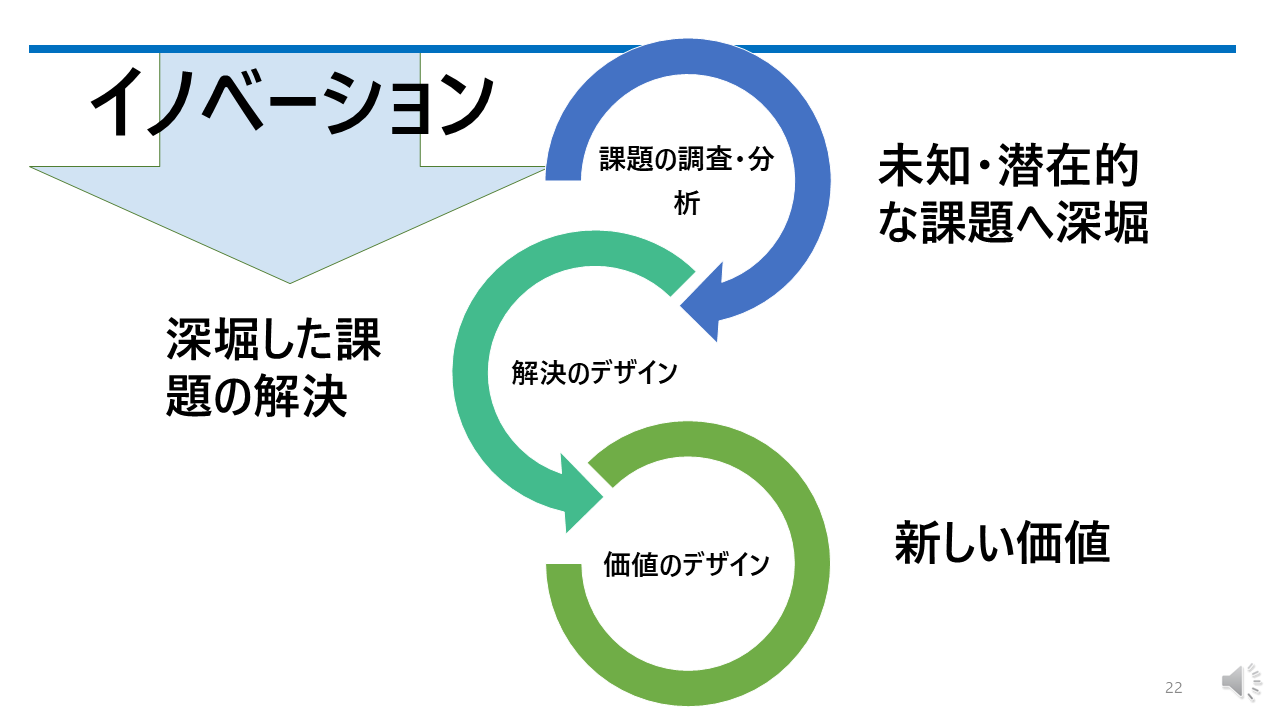 イノベーション
課題の調査・分
析
未知・潜在的
な課題へ深堀
深堀した課
題の解決
解決のデザイン
価値のデザイン
新しい価値
22